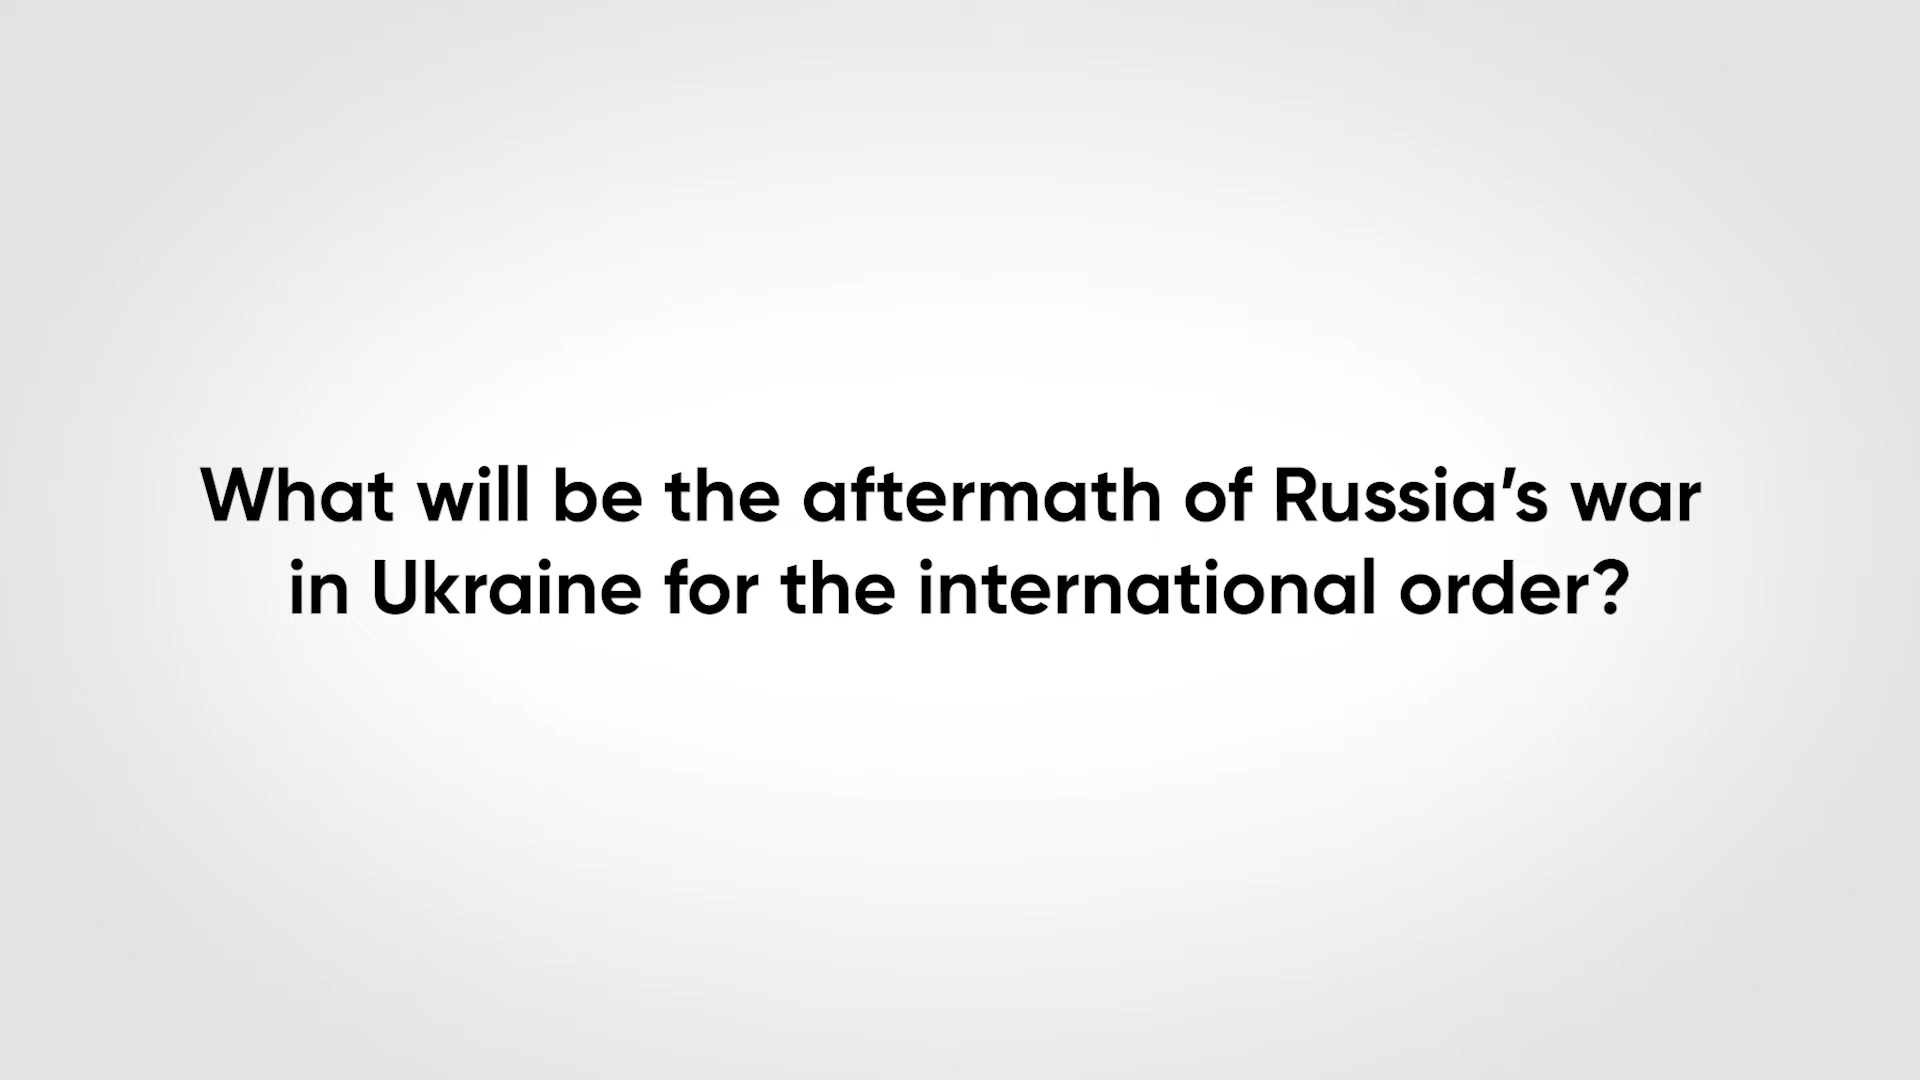 What will be the aftermath of Russia’s war
in Ukraine for the international order?